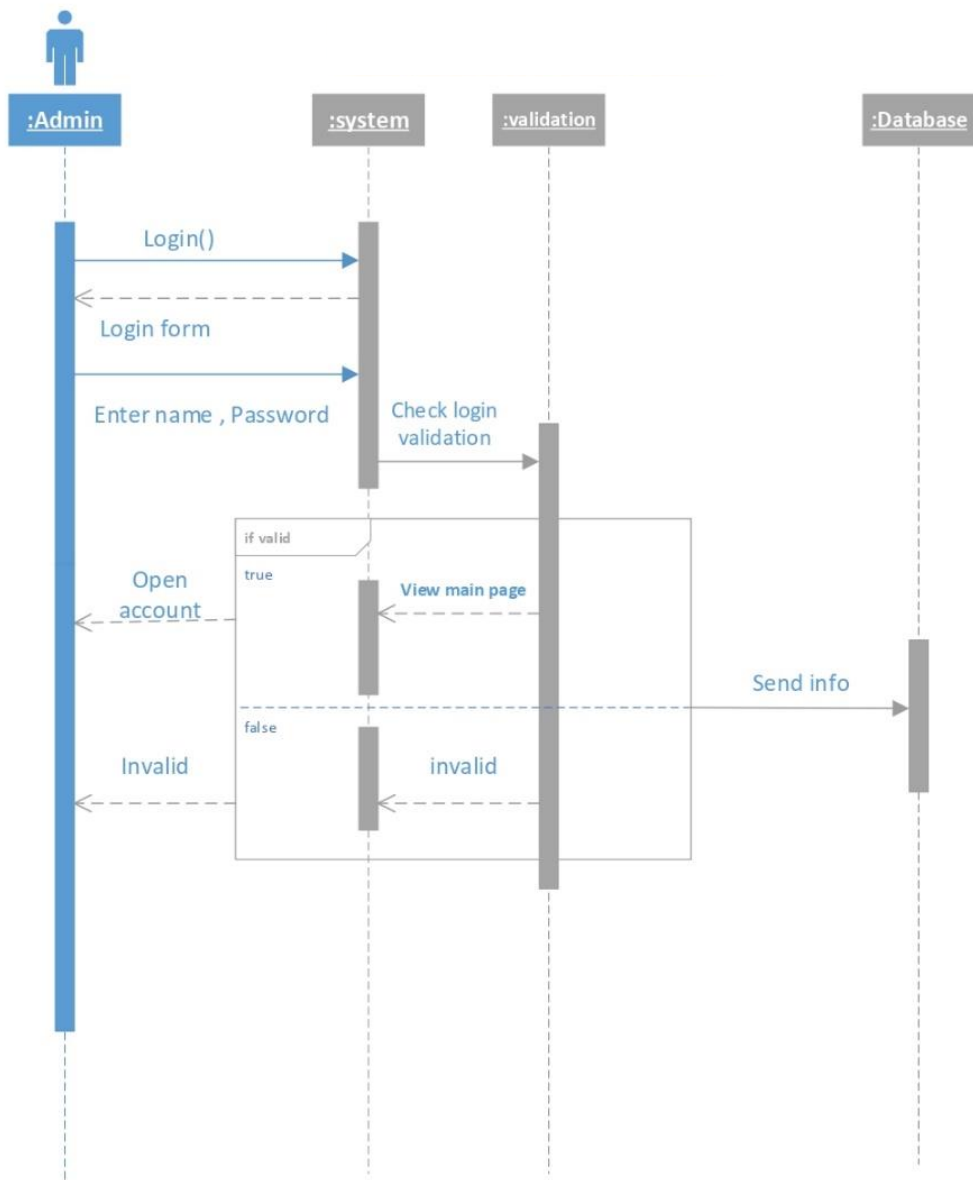 :Admin
:system
:validation
:Database
Login()
Login form
Enter name , Password
Check login
validation
if valid
true
Open
account
View main page
Send info
false
Invalid
invalid